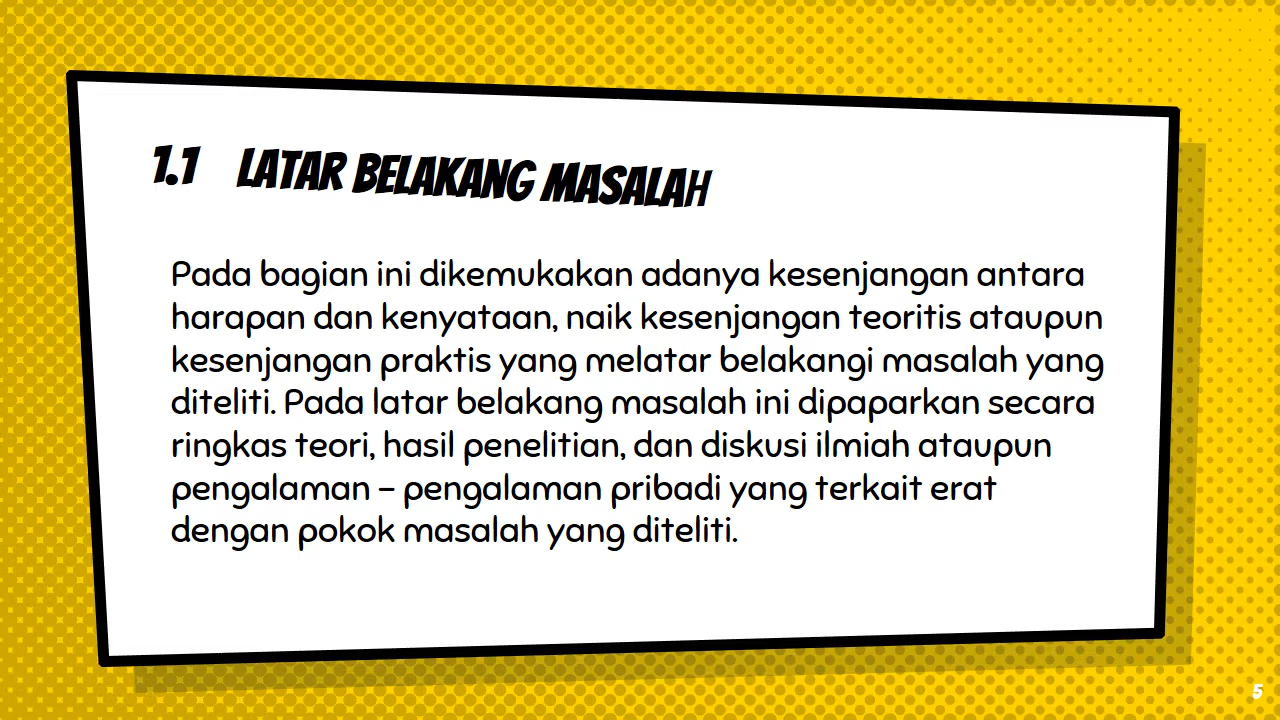 1.1 LATAR BELAKANG MASALAH
Pada bagian ini dikemukakan adanya kesenjangan antara
harapan dan kenyataan, naik kesenjangan teoritis ataupun
kesenjangan praktis yang melatar belakangi masalah yang
diteliti. Pada latar belakang masalah ini dipaparkan secara
ringkas teori, hasil penelitian, dan diskusi ilmiah ataupun
pengalaman – pengalaman pribadi yang terkait erat
dengan pokok masalah yang diteliti.
5